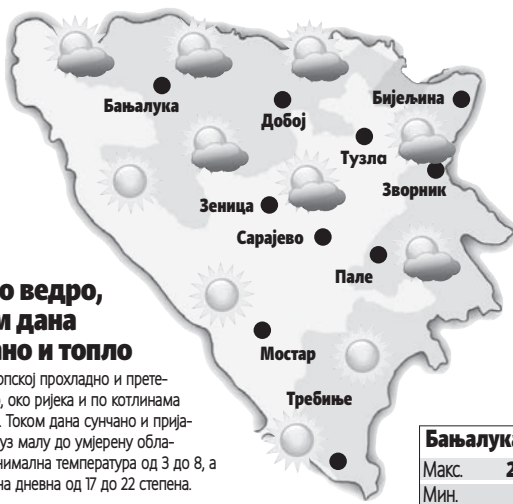 Бањалука
Добој
Бијељина
Тузла
Зворник
Зеница
Сарајево
Пале
Мостар
Требиње
о ведро,
м дана
но и топло
опској прохладно и прете-
, око ријека и по котлинама
. Током дана сунчано и прија-
уз малу до умјерену обла-
нимална температура од 3 до 8, а
на дневна од 17 до 22 степена.
Бањалука
Макс. 2
Мин.